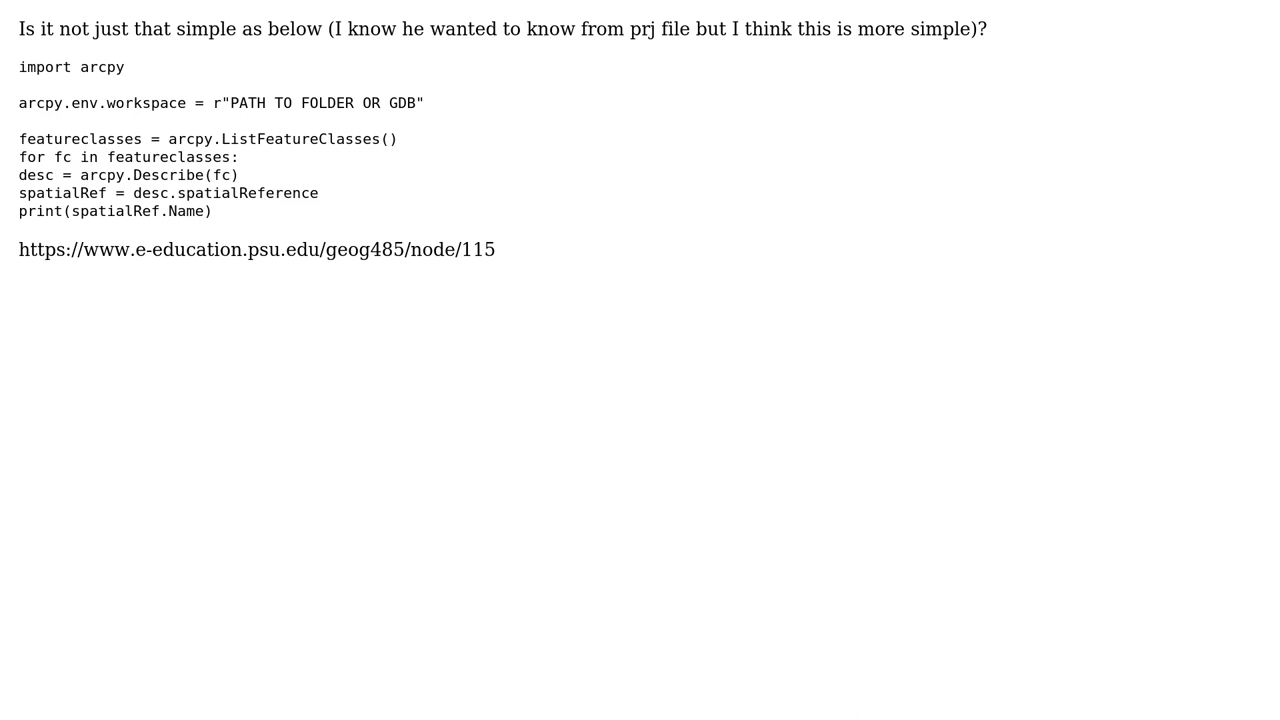 Is it not just that simple as below (I know he wanted to know from prj file but I think this is more simple)?
import arcpy
arcpy.env.workspace = r"PATH TO FOLDER OR GDB"
featureclasses = arcpy.ListFeatureClasses()
for fc in featureclasses:
desc = arcpy.Describe(fc)
spatialRef = desc.spatialReference
print(spatialRef.Name)
https://www.e-education.psu.edu/geog485/node/115